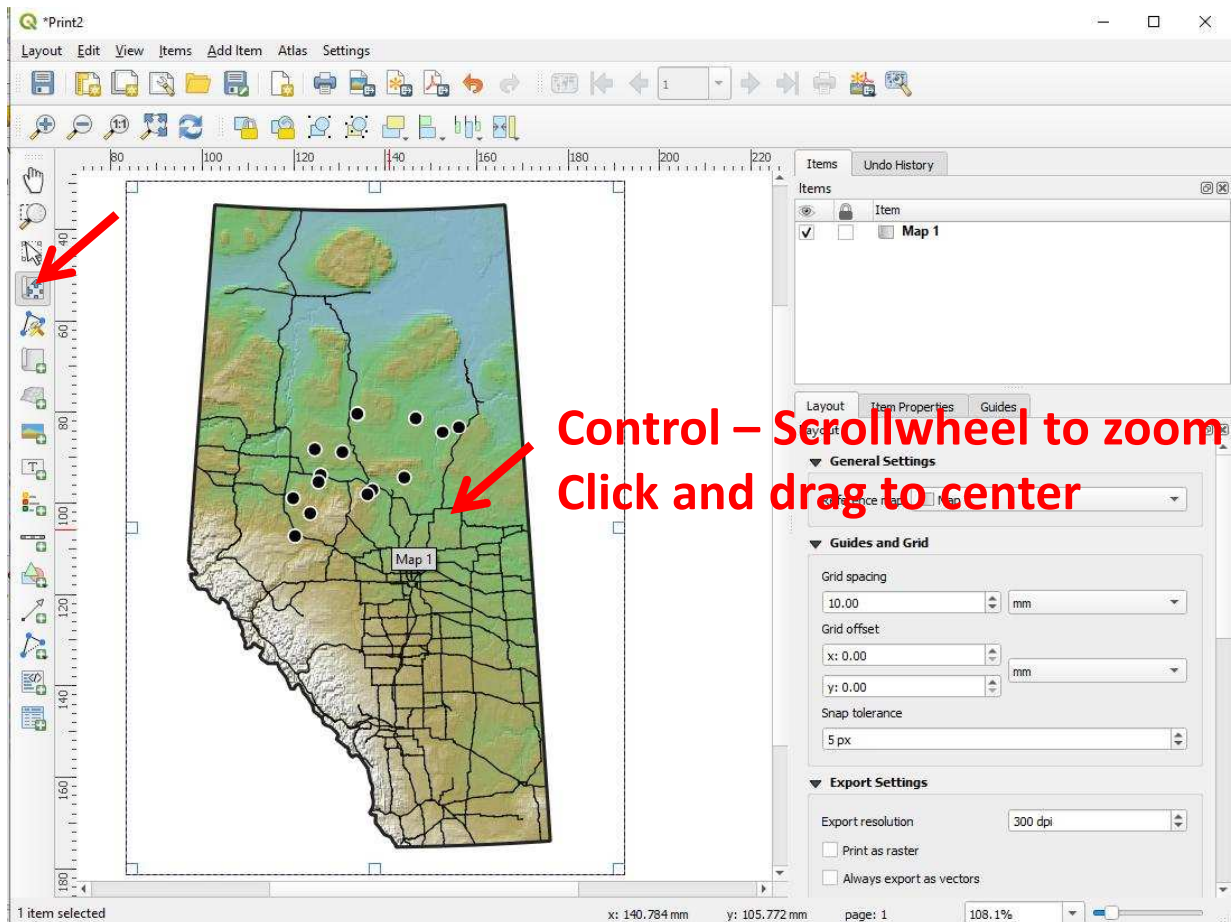 *Print2
Layout Edit View Items Add Item Atlas Settings
1:1 1
80 100 120 140 160 180 200 220
40
60
80
100
120
140
160
180
Map 1
Control – Scrollwheel to zoom
Click and drag to center
Items Undo History
Items
Item
Map 1
Layout Item Properties Guides
General Settings
Guides and Grid
Grid spacing
10.00 mm
Grid offset
x: 0.00
mm
y: 0.00
Snap tolerance
5 px
Export Settings
Export resolution 300 dpi
Print as raster
Always export as vectors
1 item selected x: 140.784 mm y: 105.772 mm page: 1 108.1%